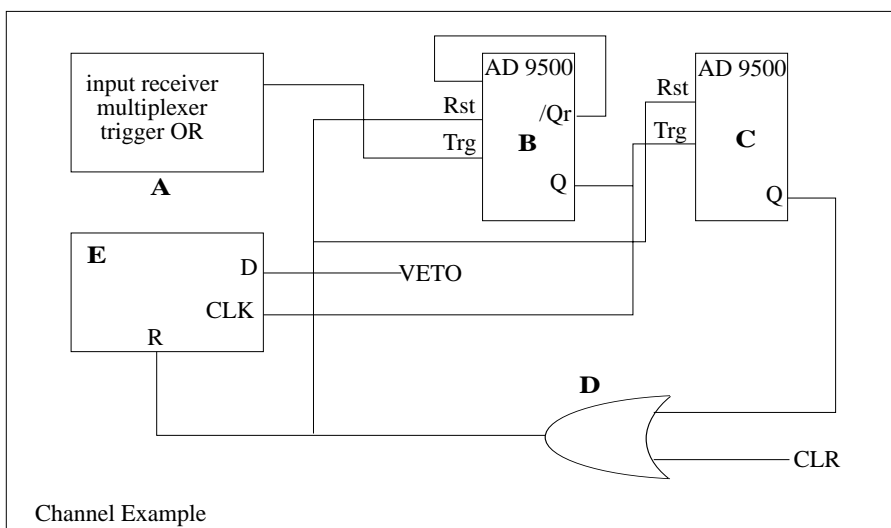 input receiver
multiplexer
trigger OR
A
AD 9500
Rst
/Qr
B
Trg
Q
AD 9500
Rst
Trg
C
Q
E
D
VETO
CLK
R
D
CLR
Channel Example